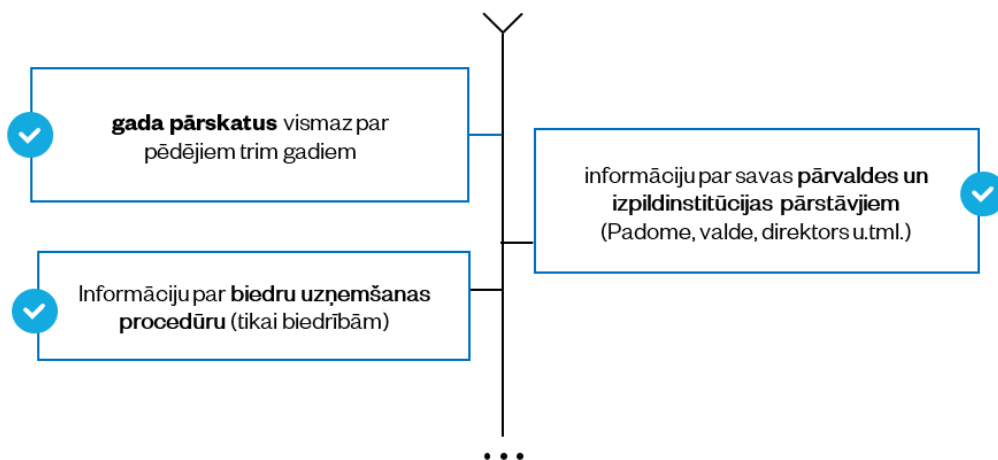 gada pārskatus vismaz par
pēdējiem trim gadiem
informāciju par savas pārvaldes un
izpildinstitūcijas pārstāvjiem
(Padome, valde, direktors u.tml.)
Informāciju par biedru uzņemšanas
procedūru (tikai biedrībām)
...